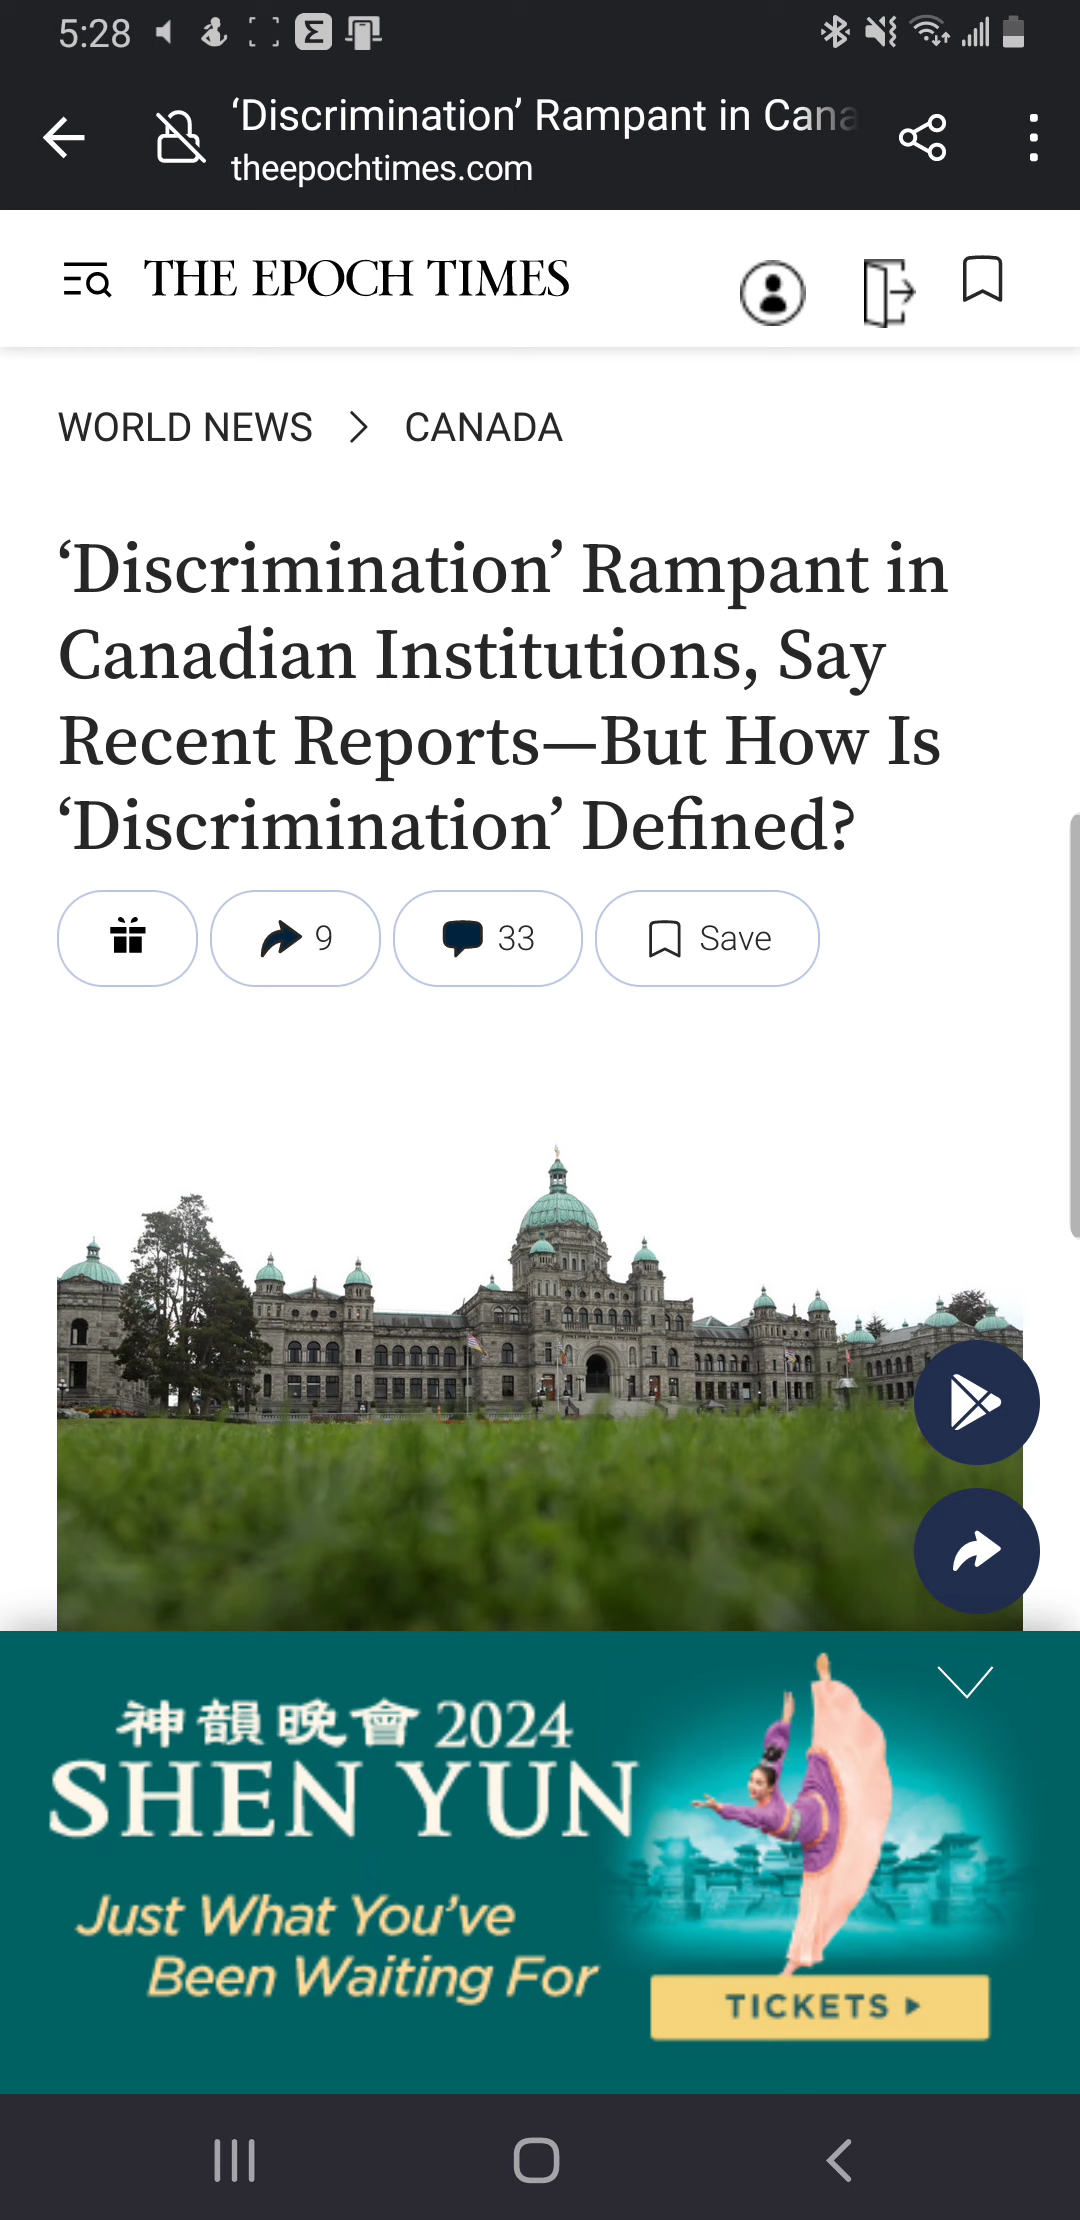 5:28
‘Discrimination’ Rampant in Cana
theepochtimes.com
THE EPOCH TIMES
WORLD NEWS > CANADA
‘Discrimination’ Rampant in
Canadian Institutions, Say
Recent Reports—But How Is
‘Discrimination’ Defined?
9
33
Save
神韻晚會 2024
SHEN YUN
Just What You’ve
Been Waiting For
TICKETS